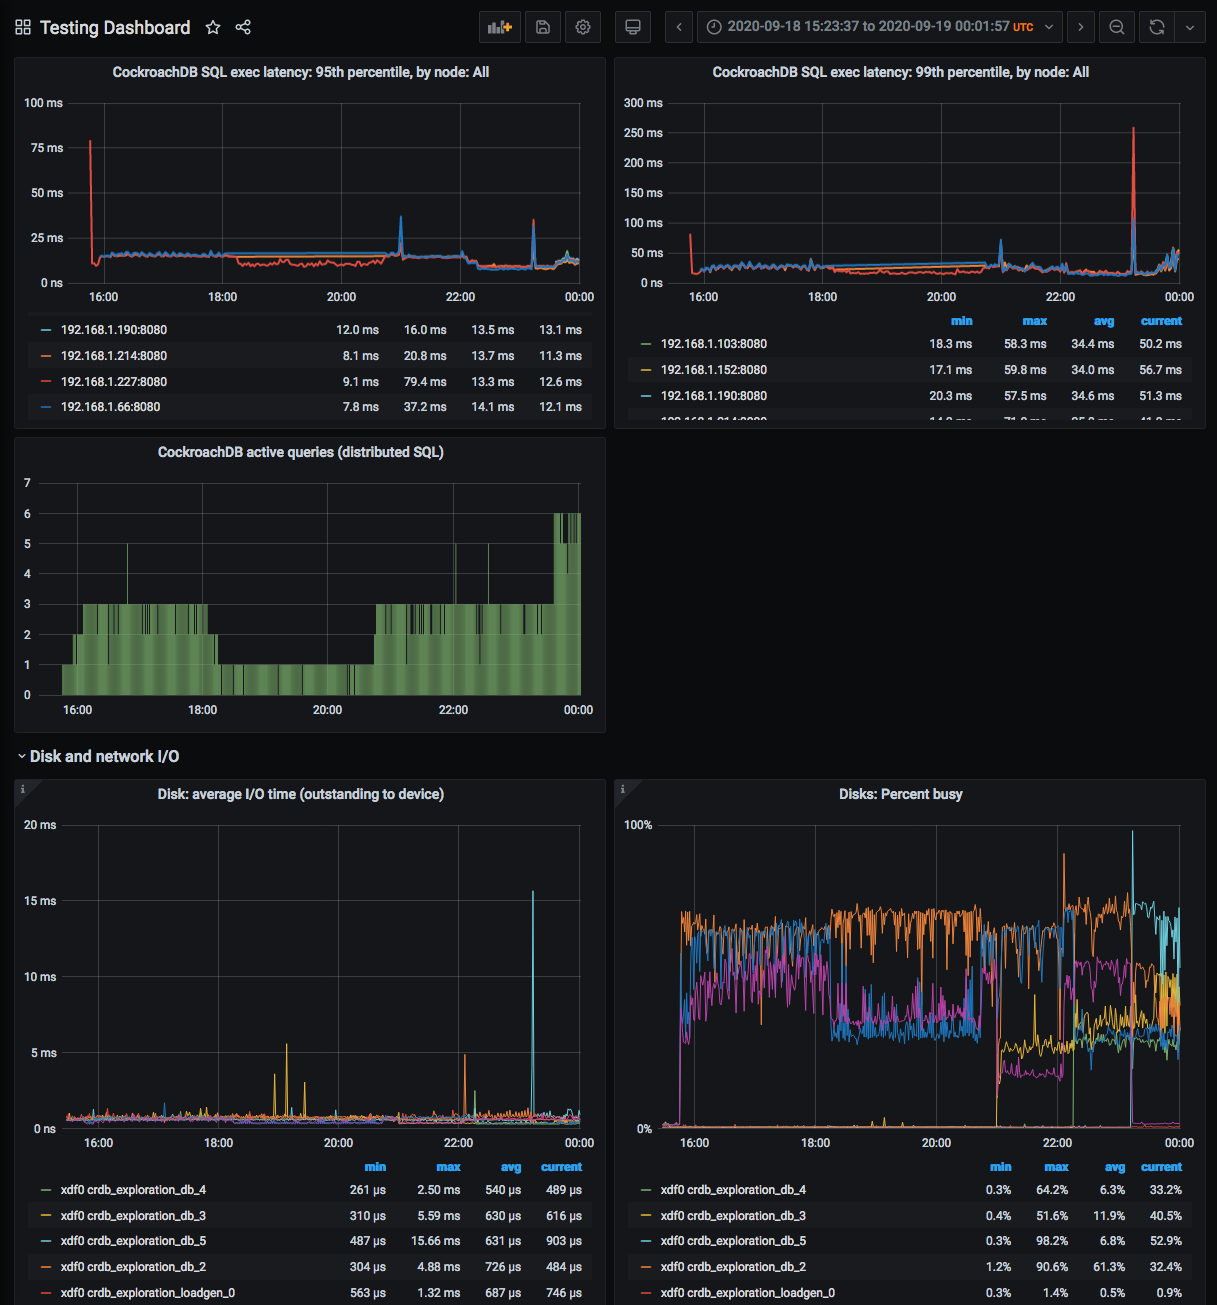 Testing Dashboard
2020-09-18 15:23:37 to 2020-09-19 00:01:57 UTC
CockroachDB SQL exec latency: 95th percentile, by node: All
100 ms
75 ms
50 ms
25 ms
0 ns
16:00 18:00 20:00 22:00 00:00
192.168.1.190:8080 12.0 ms 16.0 ms 13.5 ms 13.1 ms
192.168.1.214:8080 8.1 ms 20.8 ms 13.7 ms 11.3 ms
192.168.1.227:8080 9.1 ms 79.4 ms 13.3 ms 12.6 ms
192.168.1.66:8080 7.8 ms 37.2 ms 14.1 ms 12.1 ms
CockroachDB SQL exec latency: 99th percentile, by node: All
300 ms
250 ms
200 ms
150 ms
100 ms
50 ms
0 ns
16:00 18:00 20:00 22:00 00:00
min max avg current
192.168.1.103:8080 18.3 ms 58.3 ms 34.4 ms 50.2 ms
192.168.1.152:8080 17.1 ms 59.8 ms 34.0 ms 56.7 ms
192.168.1.190:8080 20.3 ms 57.5 ms 34.6 ms 51.3 ms
CockroachDB active queries (distributed SQL)
7
6
5
4
3
2
1
0
16:00 18:00 20:00 22:00 00:00
Disk and network I/O
i
Disk: average I/O time (outstanding to device)
20 ms
15 ms
10 ms
5 ms
0 ns
16:00 18:00 20:00 22:00 00:00
min max avg current
xdf0 crdb_exploration_db_4 261 µs 2.50 ms 540 µs 489 µs
xdf0 crdb_exploration_db_3 310 µs 5.59 ms 630 µs 616 µs
xdf0 crdb_exploration_db_5 487 µs 15.66 ms 631 µs 903 µs
xdf0 crdb_exploration_db_2 304 µs 4.88 ms 726 µs 484 µs
xdf0 crdb_exploration_loadgen_0 563 µs 1.32 ms 687 µs 746 µs
i
Disks: Percent busy
100%
0%
16:00 18:00 20:00 22:00 00:00
min max avg current
xdf0 crdb_exploration_db_4 0.3% 64.2% 6.3% 33.2%
xdf0 crdb_exploration_db_3 0.4% 51.6% 11.9% 40.5%
xdf0 crdb_exploration_db_5 0.3% 98.2% 6.8% 52.9%
xdf0 crdb_exploration_db_2 1.2% 90.6% 61.3% 32.4%
xdf0 crdb_exploration_loadgen_0 0.3% 1.4% 0.5% 0.9%